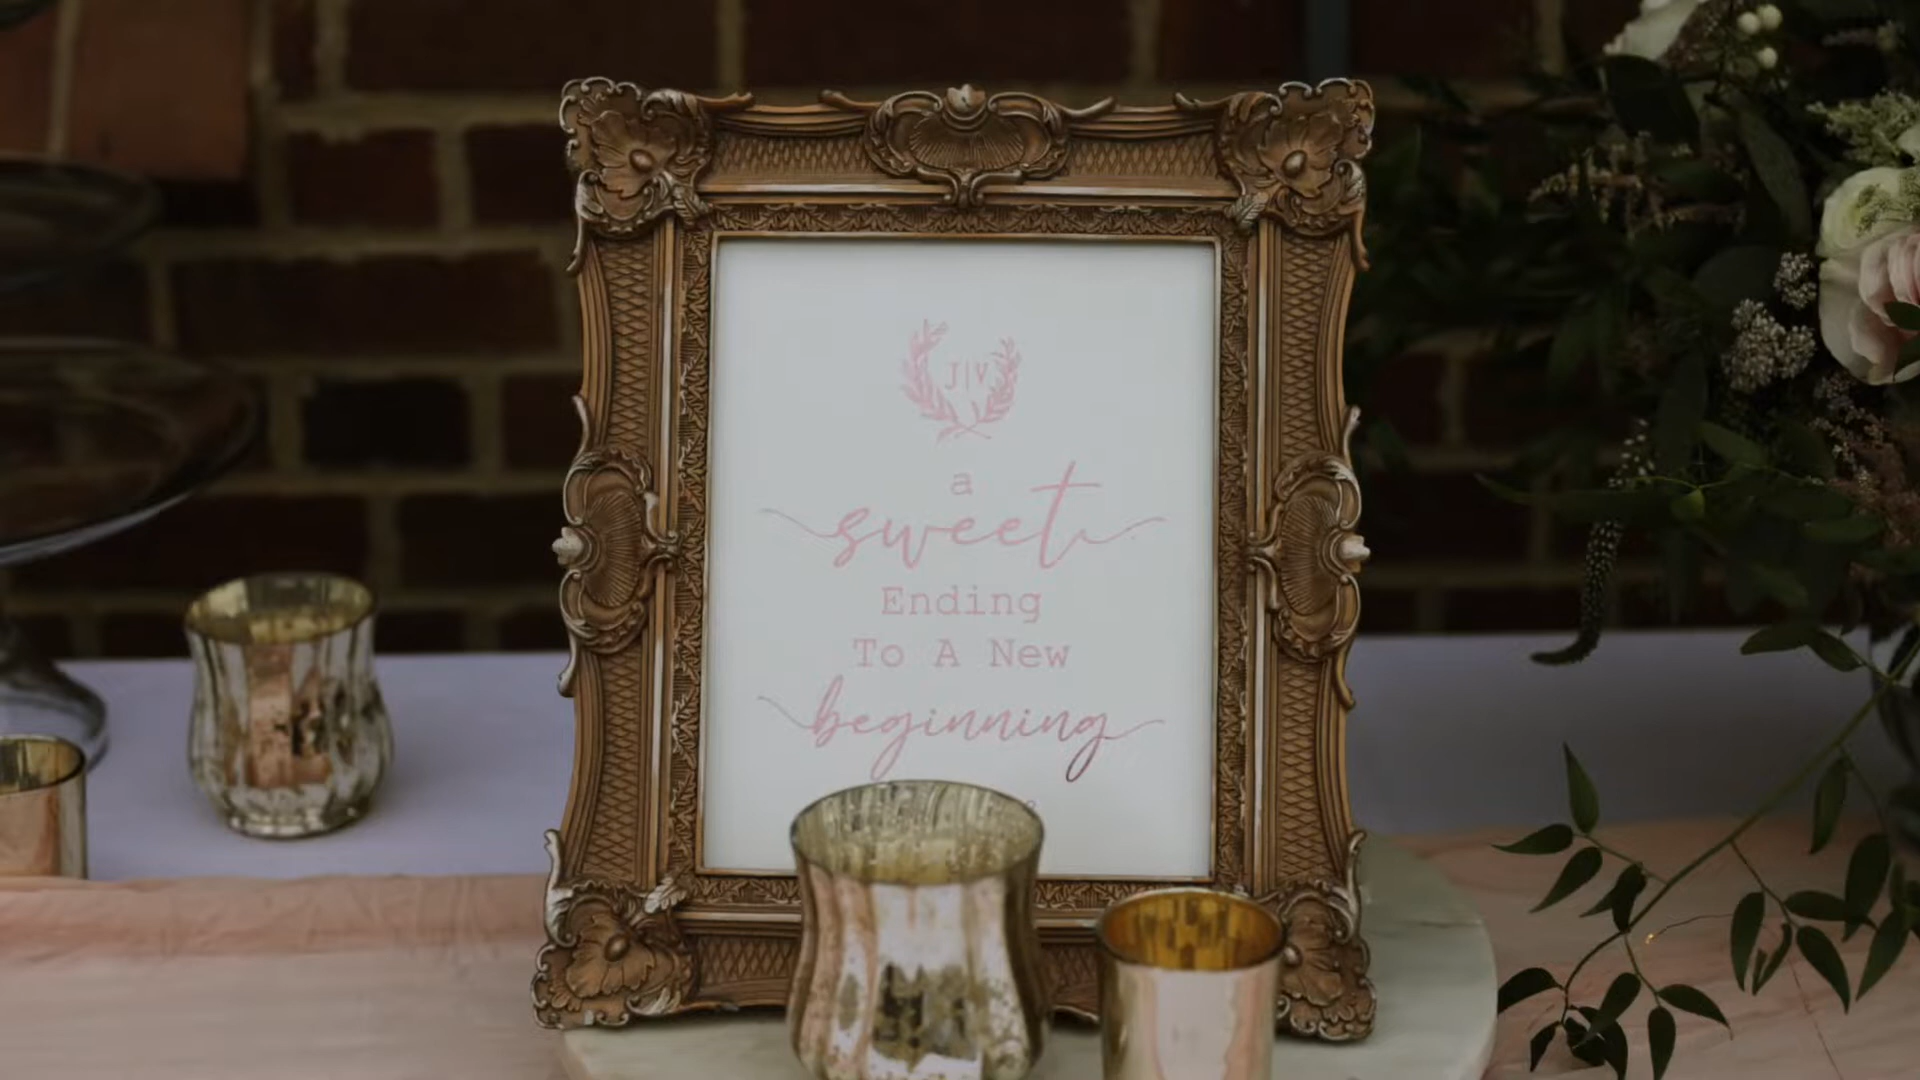 J|V
a
sweet
Ending
To A New
beginning